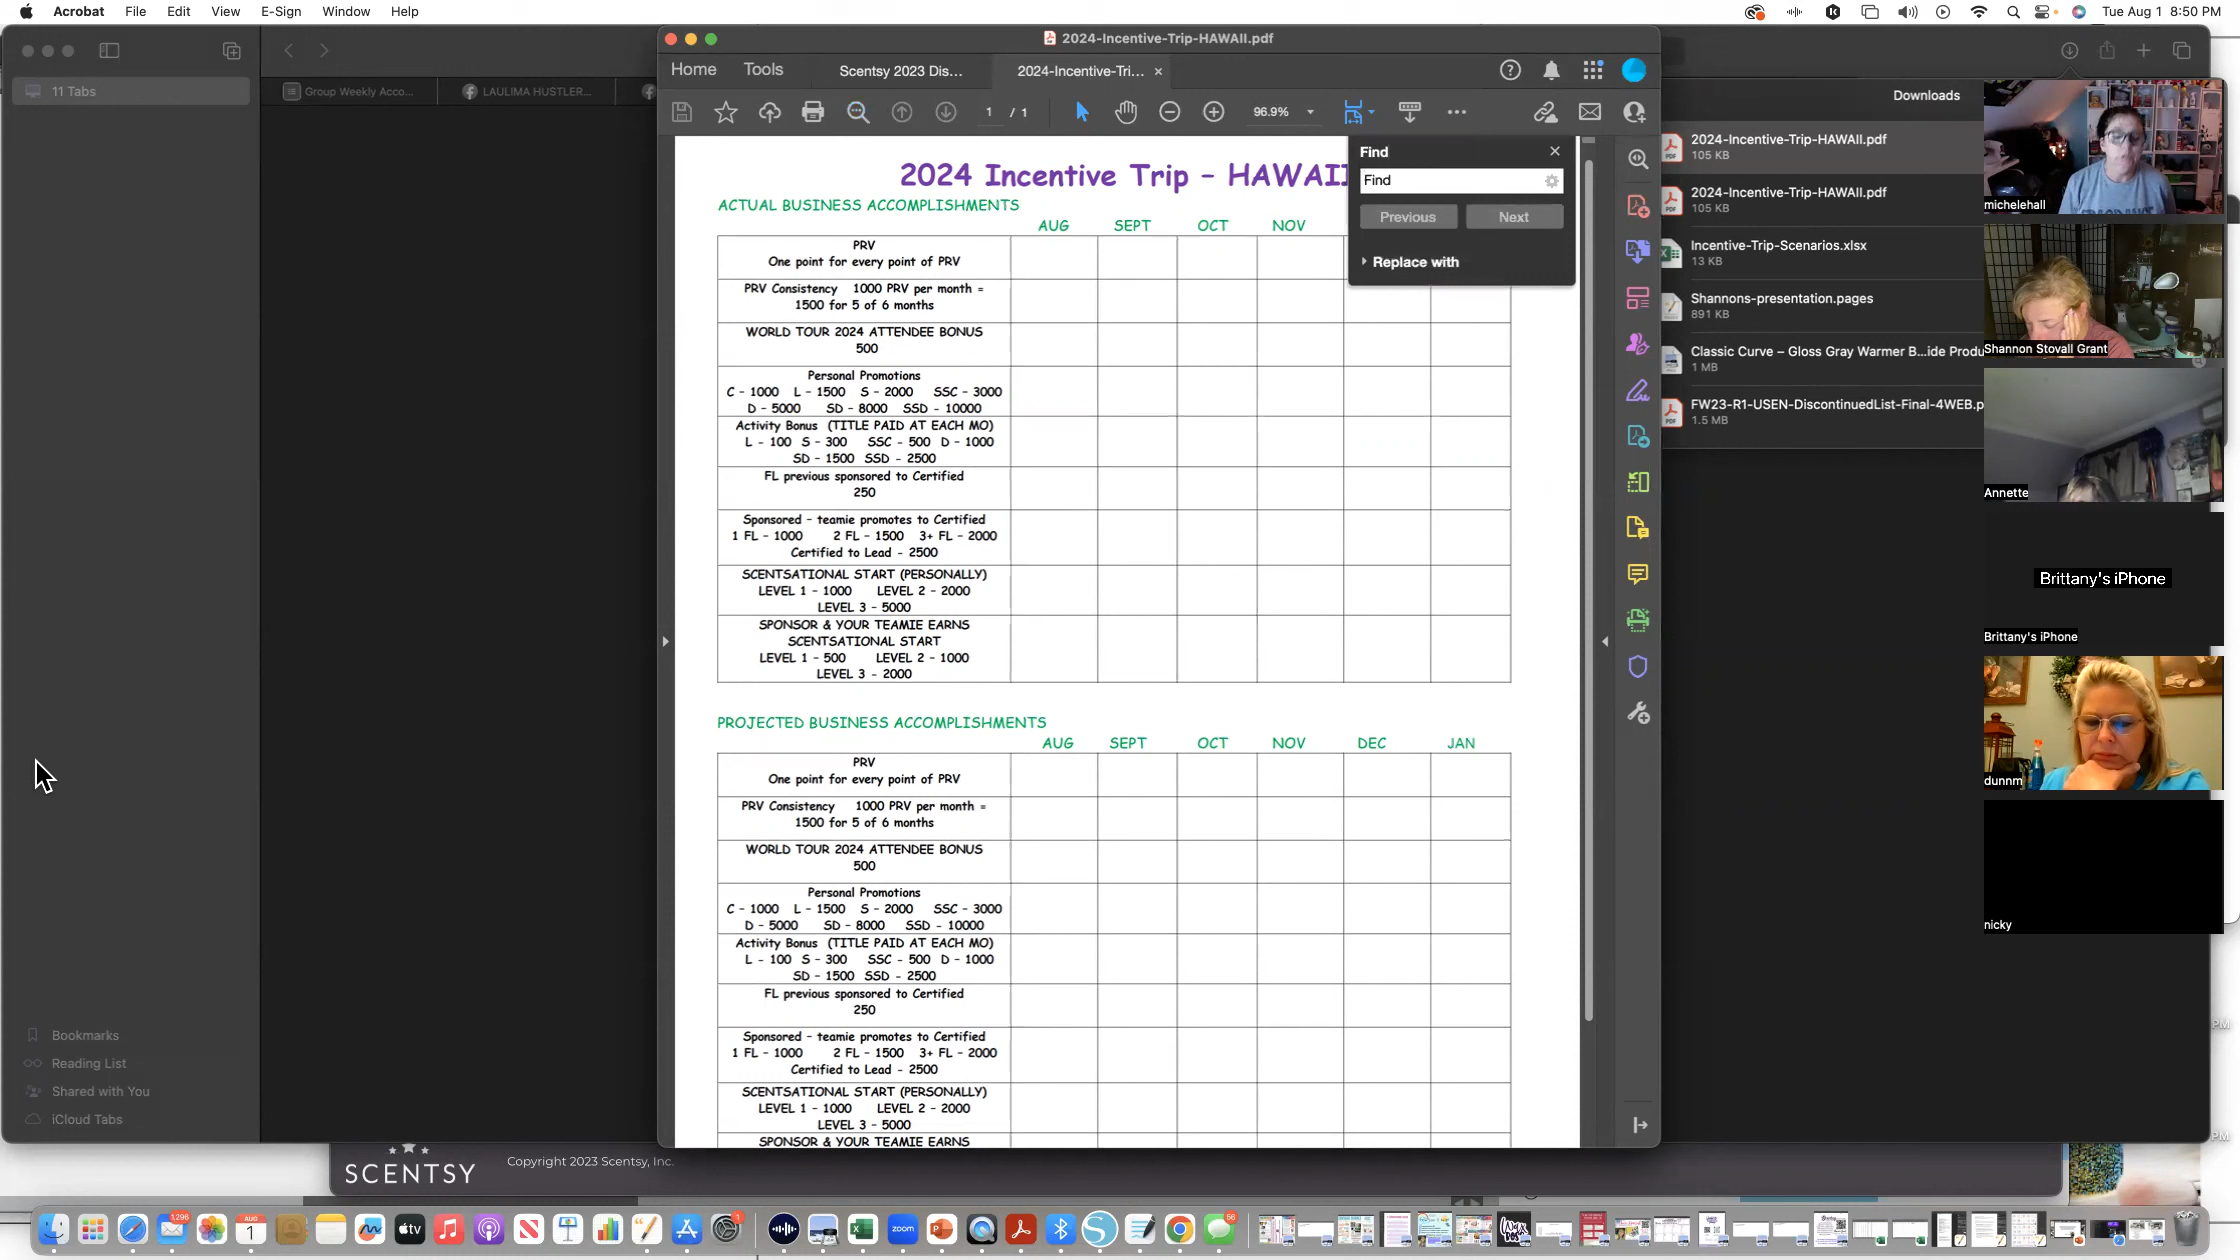 Acrobat File Edit View E-Sign Window Help
Tue Aug 1 8:50 PM
2024-Incentive-Trip-HAWAII.pdf
Home Tools Scentsy 2023 Dis... 2024-Incentive-Tri...
1 / 1 96.9%
11 Tabs
Group Weekly Acco...
LAULIMA HUSTLER...
Bookmarks
Reading List
Shared with You
iCloud Tabs
2024 Incentive Trip - HAWAII
ACTUAL BUSINESS ACCOMPLISHMENTS
AUG SEPT OCT NOV
PRV
One point for every point of PRV
PRV Consistency 1000 PRV per month =
1500 for 5 of 6 months
WORLD TOUR 2024 ATTENDEE BONUS
500
Personal Promotions
C - 1000 L - 1500 S - 2000 SSC - 3000
D - 5000 SD - 8000 SSD - 10000
Activity Bonus (TITLE PAID AT EACH MO)
L - 100 S - 300 SSC - 500 D - 1000
SD - 1500 SSD - 2500
FL previous sponsored to Certified
250
Sponsored - teamie promotes to Certified
1 FL - 1000 2 FL - 1500 3+ FL - 2000
Certified to Lead - 2500
SCENTSATIONAL START (PERSONALLY)
LEVEL 1 - 1000 LEVEL 2 - 2000
LEVEL 3 - 5000
SPONSOR & YOUR TEAMIE EARNS
SCENTSATIONAL START
LEVEL 1 - 500 LEVEL 2 - 1000
LEVEL 3 - 2000
PROJECTED BUSINESS ACCOMPLISHMENTS
AUG SEPT OCT NOV DEC JAN
PRV
One point for every point of PRV
PRV Consistency 1000 PRV per month =
1500 for 5 of 6 months
WORLD TOUR 2024 ATTENDEE BONUS
500
Personal Promotions
C - 1000 L - 1500 S - 2000 SSC - 3000
D - 5000 SD - 8000 SSD - 10000
Activity Bonus (TITLE PAID AT EACH MO)
L - 100 S - 300 SSC - 500 D - 1000
SD - 1500 SSD - 2500
FL previous sponsored to Certified
250
Sponsored - teamie promotes to Certified
1 FL - 1000 2 FL - 1500 3+ FL - 2000
Certified to Lead - 2500
SCENTSATIONAL START (PERSONALLY)
LEVEL 1 - 1000 LEVEL 2 - 2000
LEVEL 3 - 5000
SPONSOR & YOUR TEAMIE EARNS
Find
Find
Previous Next
Replace with
Downloads
2024-Incentive-Trip-HAWAII.pdf
105 KB
2024-Incentive-Trip-HAWAII.pdf
105 KB
Incentive-Trip-Scenarios.xlsx
13 KB
Shannons-presentation.pages
891 KB
Classic Curve – Gloss Gray Warmer B...ide Produ
1 MB
FW23-R1-USEN-DiscontinuedList-Final-4WEB.p
1.5 MB
michelehall
Shannon Stovall Grant
Annette
Brittany's iPhone
Brittany's iPhone
dunnm
nicky
PM
PM
SCENTSY
Copyright 2023 Scentsy, Inc.
1,296
AUG
1
tv
zoom
1
56